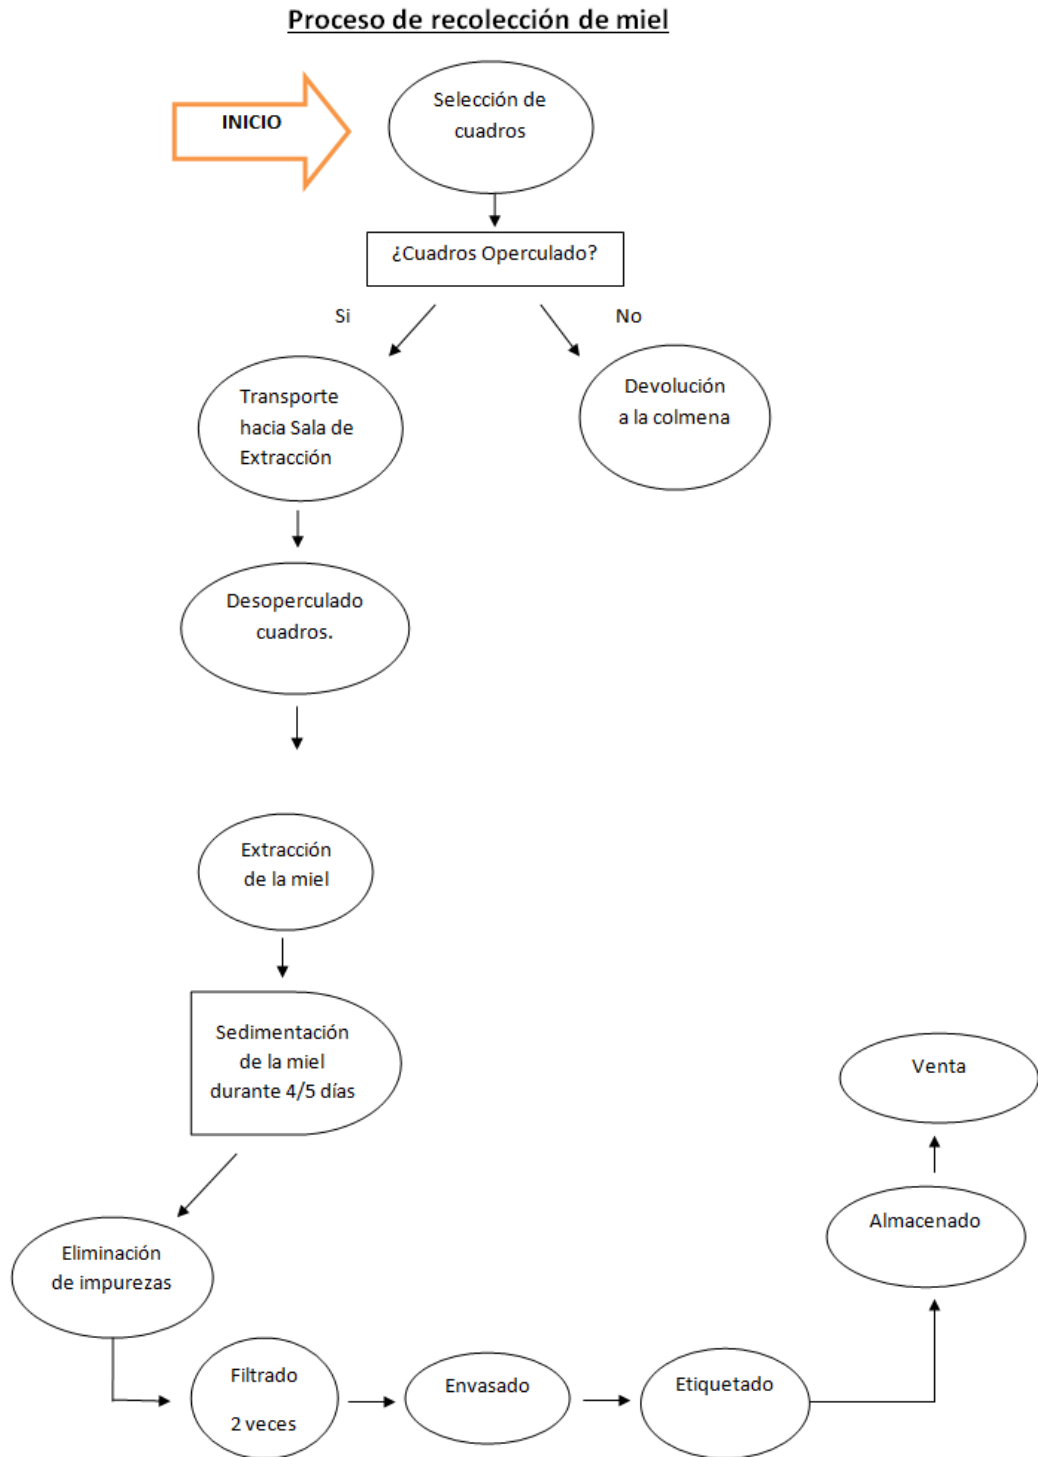 Proceso de recolección de miel
INICIO
Selección de
cuadros
¿Cuadros Operculado?
Si
No
Transporte
hacia Sala de
Extracción
Devolución
a la colmena
Desoperculado
cuadros.
Extracción
de la miel
Sedimentación
de la miel
durante 4/5 días
Eliminación
de impurezas
Filtrado
2 veces
Envasado
Etiquetado
Almacenado
Venta